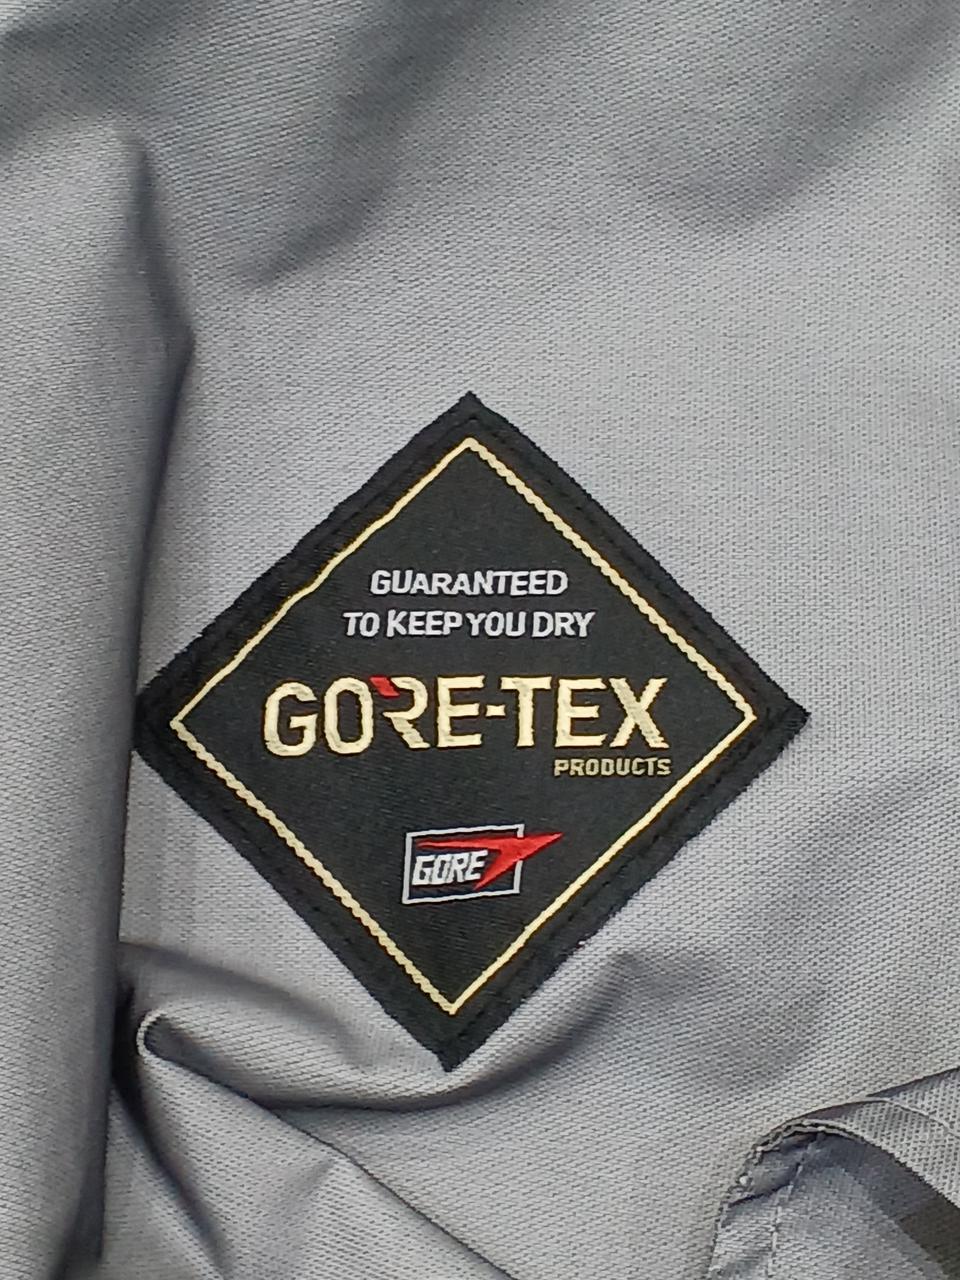 GUARANTEED
TO KEEP YOU DRY
GORE-TEX
PRODUCTS
GORE